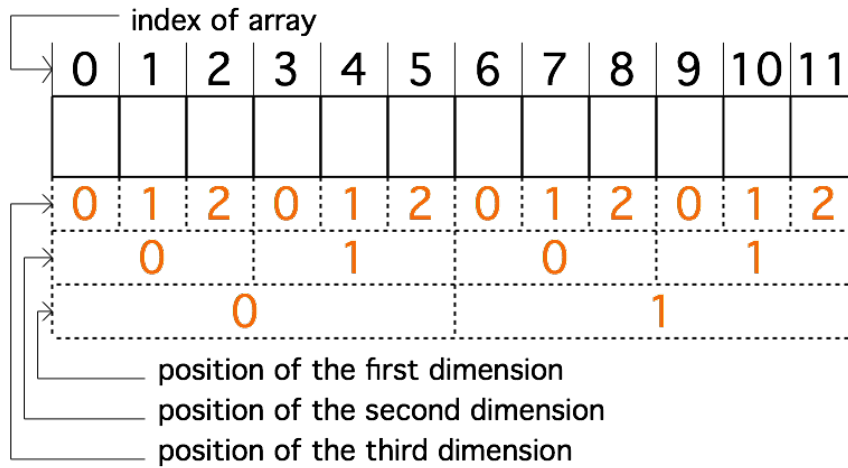 index of array
0 1 2 3 4 5 6 7 8 9 10 11
0 1 2 0 1 2 0 1 2 0 1 2
0 1 0 1
0 1
position of the first dimension
position of the second dimension
position of the third dimension